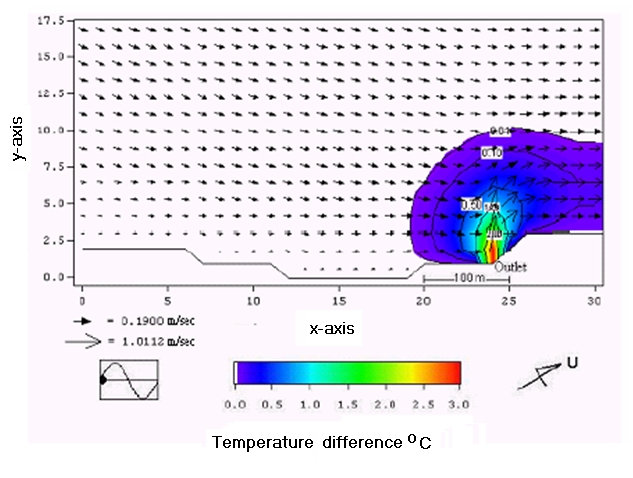 17.5
15.0
12.5
10.0
7.5
5.0
2.5
0.0
y-axis
0.01
0.10
0.50
Outlet
100 m
0 5 10 15 20 25 30
x-axis
= 0.1900 m/sec
= 1.0112 m/sec
U
0.0 0.5 1.0 1.5 2.0 2.5 3.0
Temperature difference ⁰C